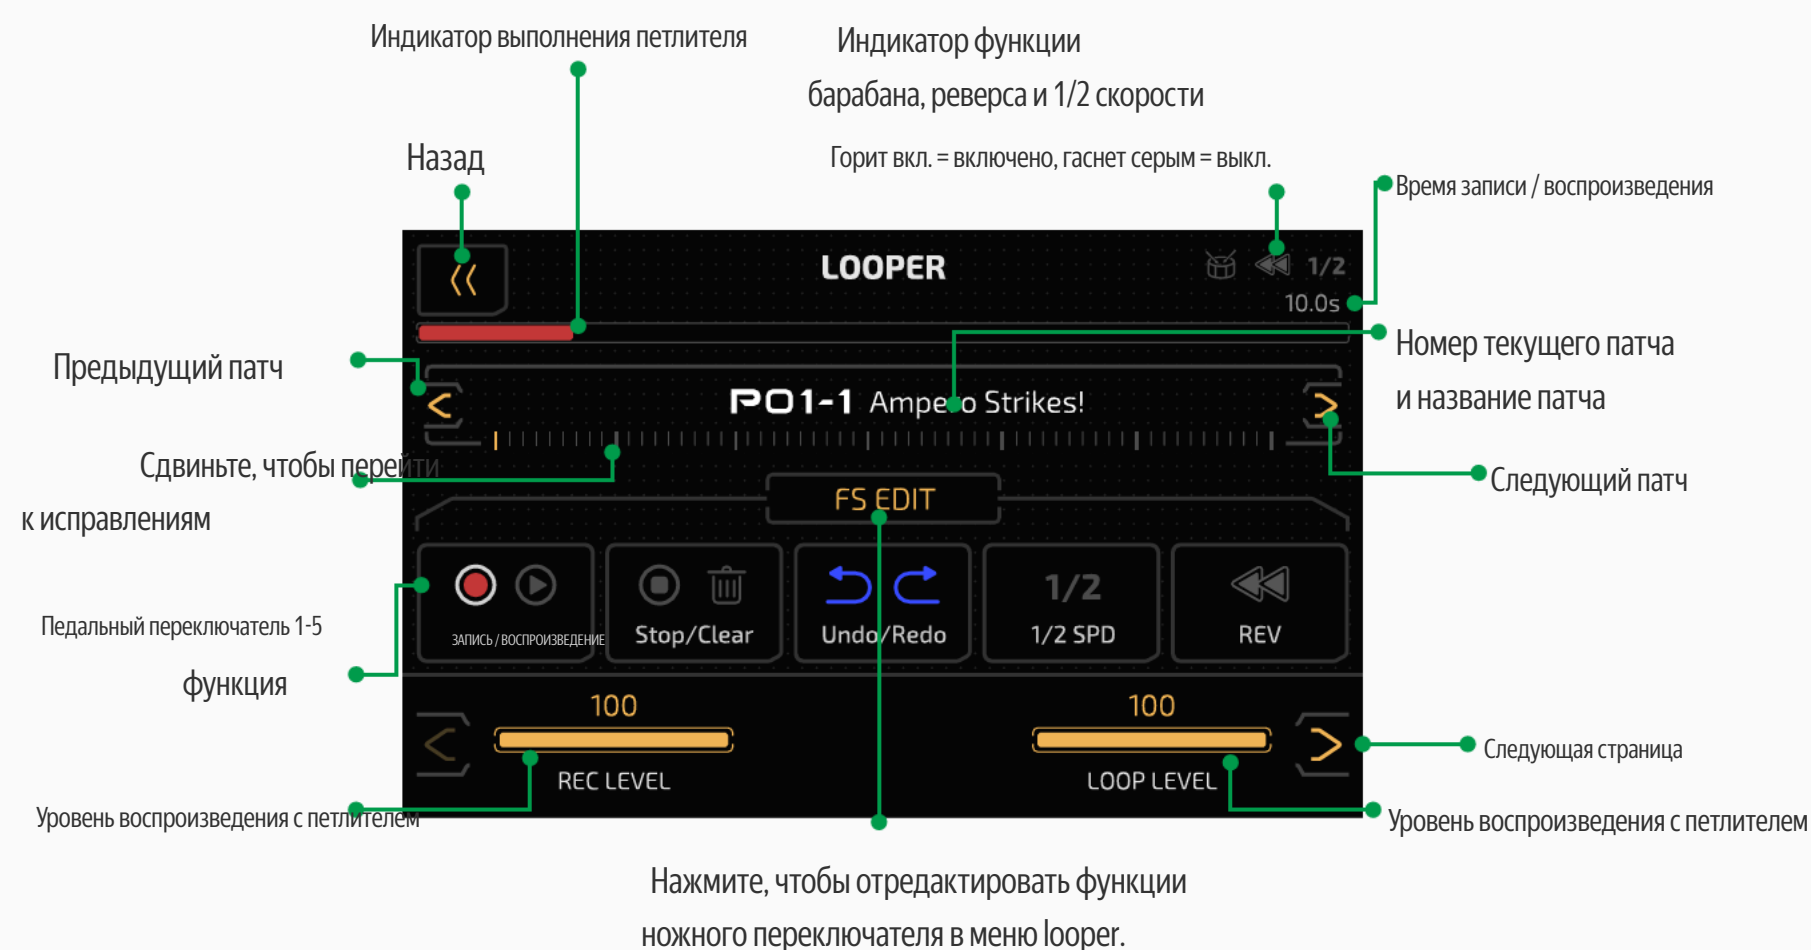 Индикатор выполнения петлителя
Индикатор функции
барабана, реверса и 1/2 скорости
Назад
Горит вкл. = включено, гаснет серым = выкл.
Время записи / воспроизведения
LOOPER
1/2
10.0s
Номер текущего патча
и название патча
Предыдущий патч
P01-1 Ampero Strikes!
Сдвиньте, чтобы перейти
к исправлениям
Следующий патч
FS EDIT
1/2
ЗАПИСЬ / ВОСПРОИЗВЕДЕНИЕ
Stop/Clear
Undo/Redo
1/2 SPD
REV
Педальный переключатель 1-5
функция
100
100
REC LEVEL
LOOP LEVEL
Следующая страница
Уровень воспроизведения с петлителем
Уровень воспроизведения с петлителем
Нажмите, чтобы отредактировать функции
ножного переключателя в меню looper.